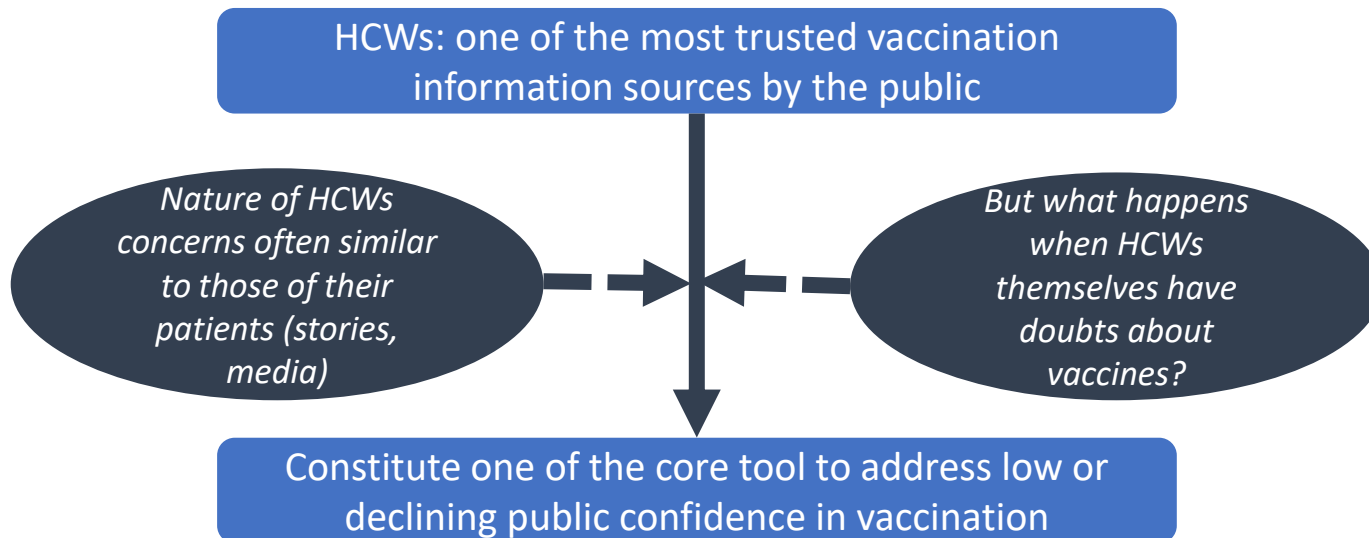 HCWs: one of the most trusted vaccination
information sources by the public
Nature of HCWs
concerns often similar
to those of their
patients (stories,
media)
But what happens
when HCWs
themselves have
doubts about
vaccines?
Constitute one of the core tool to address low or
declining public confidence in vaccination